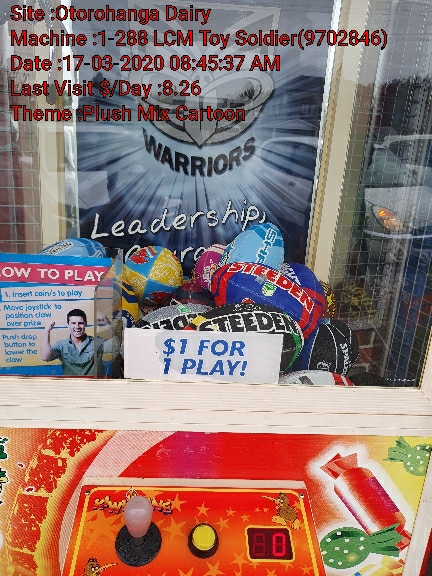 Site :Otorohanga Dairy
Machine :1-288 LCM Toy Soldier(9702846)
Date :17-03-2020 08:45:37 AM
Last Visit $/Day :8.26
Theme :Plush Mix Cartoon
WARRIORS
Leadership,
OW TO PLAY
1. Insert coin/s to play
Move joystick to
position claw
over prize
Push drop
button to
lower the
claw
STEEDEN
STEEDEN
$1 FOR
1 PLAY!
0